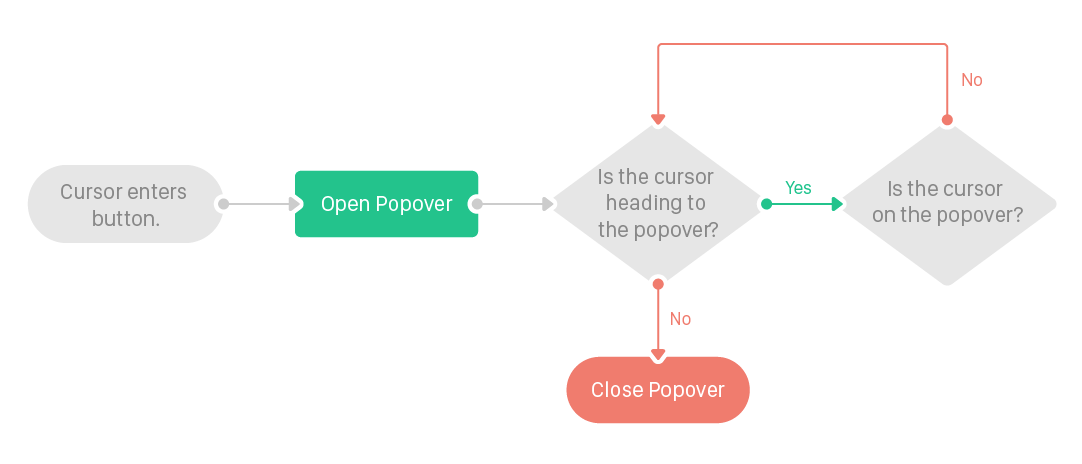 Cursor enters
button.
Open Popover
Is the cursor
heading to
the popover?
Yes
Is the cursor
on the popover?
No
No
Close Popover